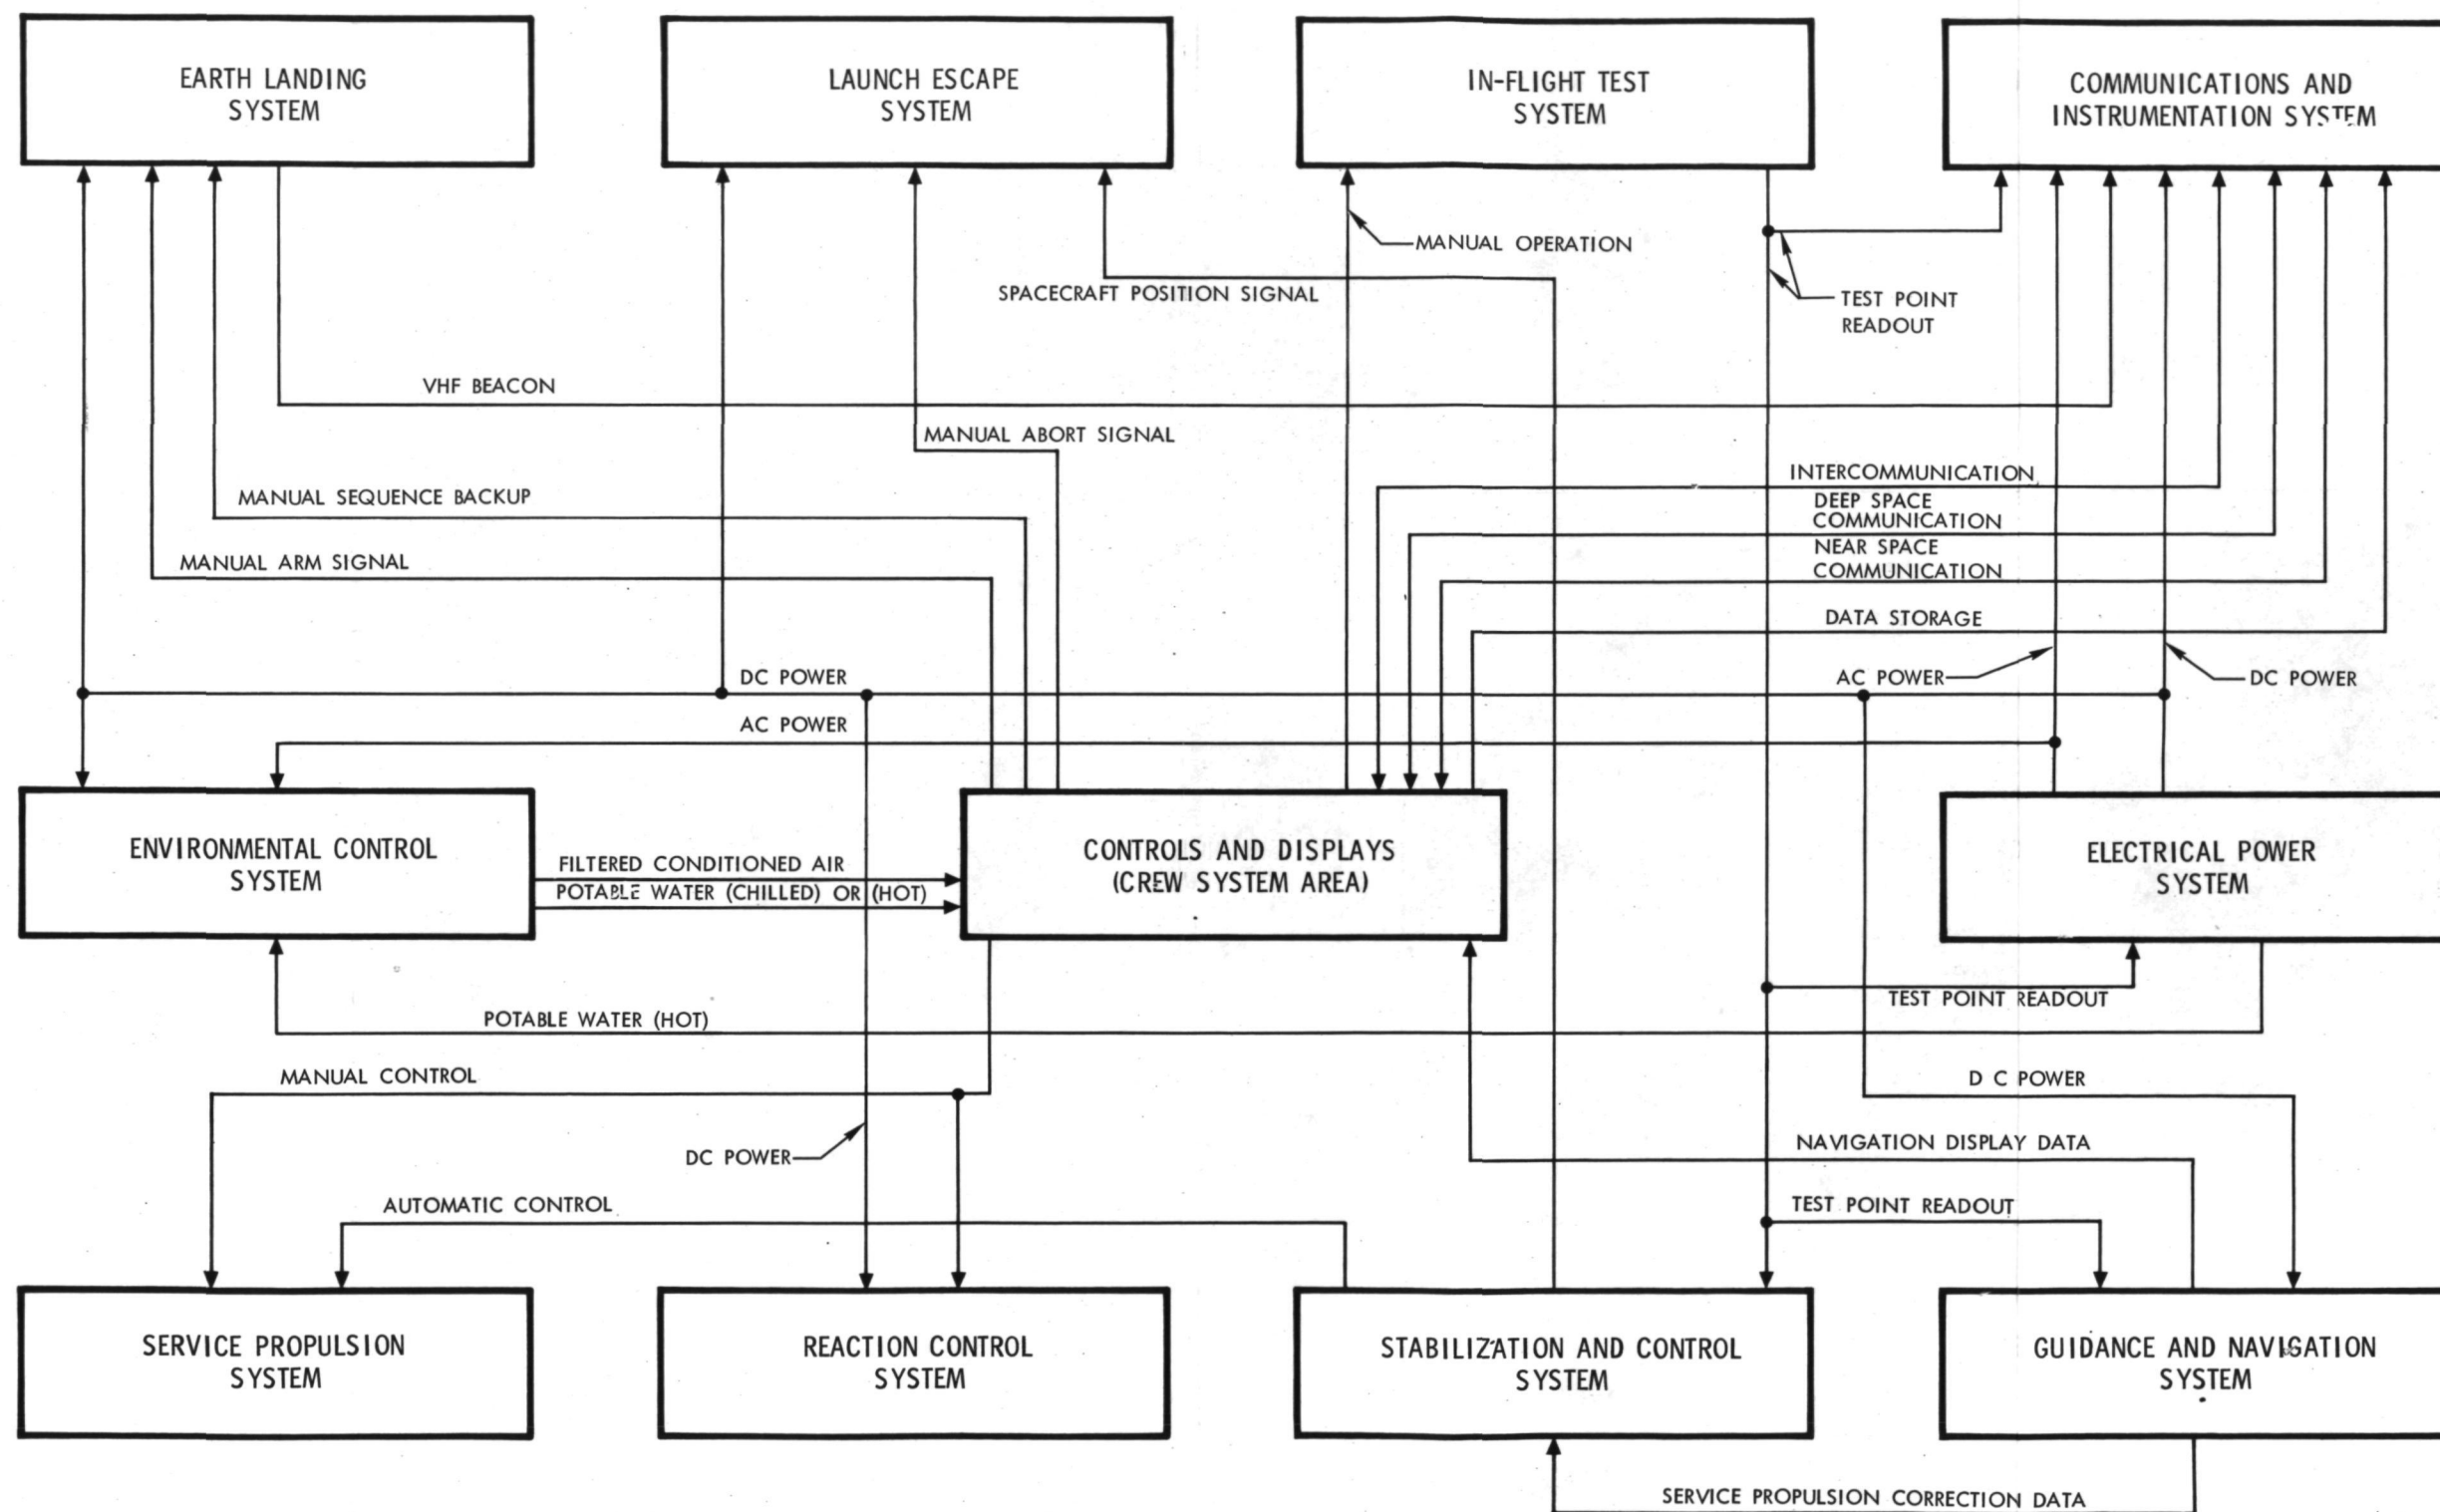 EARTH LANDING
SYSTEM
LAUNCH ESCAPE
SYSTEM
IN-FLIGHT TEST
SYSTEM
COMMUNICATIONS AND
INSTRUMENTATION SYSTEM
MANUAL OPERATION
SPACECRAFT POSITION SIGNAL
TEST POINT
READOUT
VHF BEACON
MANUAL ABORT SIGNAL
INTERCOMMUNICATION
MANUAL SEQUENCE BACKUP
DEEP SPACE
COMMUNICATION
NEAR SPACE
COMMUNICATION
MANUAL ARM SIGNAL
DATA STORAGE
DC POWER
AC POWER
DC POWER
AC POWER
ENVIRONMENTAL CONTROL
SYSTEM
FILTERED CONDITIONED AIR
POTABLE WATER (CHILLED) OR (HOT)
CONTROLS AND DISPLAYS
(CREW SYSTEM AREA)
ELECTRICAL POWER
SYSTEM
TEST POINT READOUT
POTABLE WATER (HOT)
MANUAL CONTROL
D C POWER
DC POWER
NAVIGATION DISPLAY DATA
AUTOMATIC CONTROL
TEST POINT READOUT
SERVICE PROPULSION
SYSTEM
REACTION CONTROL
SYSTEM
STABILIZATION AND CONTROL
SYSTEM
GUIDANCE AND NAVIGATION
SYSTEM
SERVICE PROPULSION CORRECTION DATA